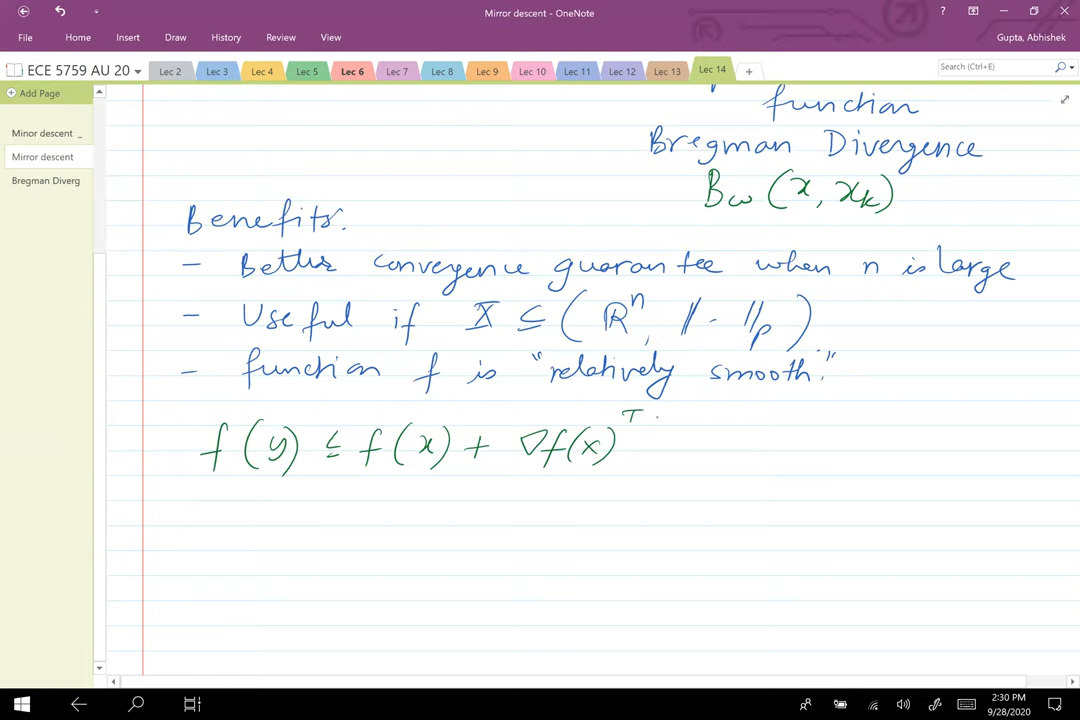 Mirror descent - OneNote
?
Gupta, Abhishek
File Home Insert Draw History Review View
ECE 5759 AU 20
Lec 2 Lec 3 Lec 4 Lec 5 Lec 6 Lec 7 Lec 8 Lec 9 Lec 10 Lec 11 Lec 12 Lec 13 Lec 14 +
Search (Ctrl+E)
Add Page
Minor descent _
Mirror descent
Bregman Diverg
function
Bregman Divergence
Bω (x, xk)
Benefits.
- Better convergence guarantee when n is large
- Useful if X ⊆ (ℝⁿ, ‖·‖p)
- function f is "relatively smooth."
f(y) ≤ f(x) + ∇f(x)ᵀ
2:30 PM
9/28/2020